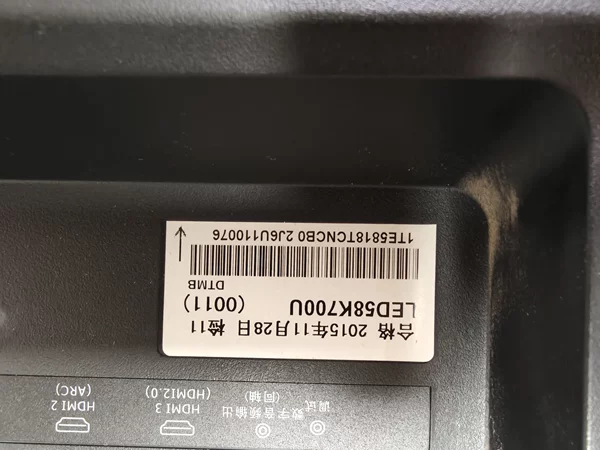 合格 2015年11月28日 检11
LED58K700U (0011)
DTMB
1TE5818TCNCB0 2J6U110076
调试
数字音频输出
(同轴)
HDMI 3
(HDMI2.0)
HDMI 2
(ARC)